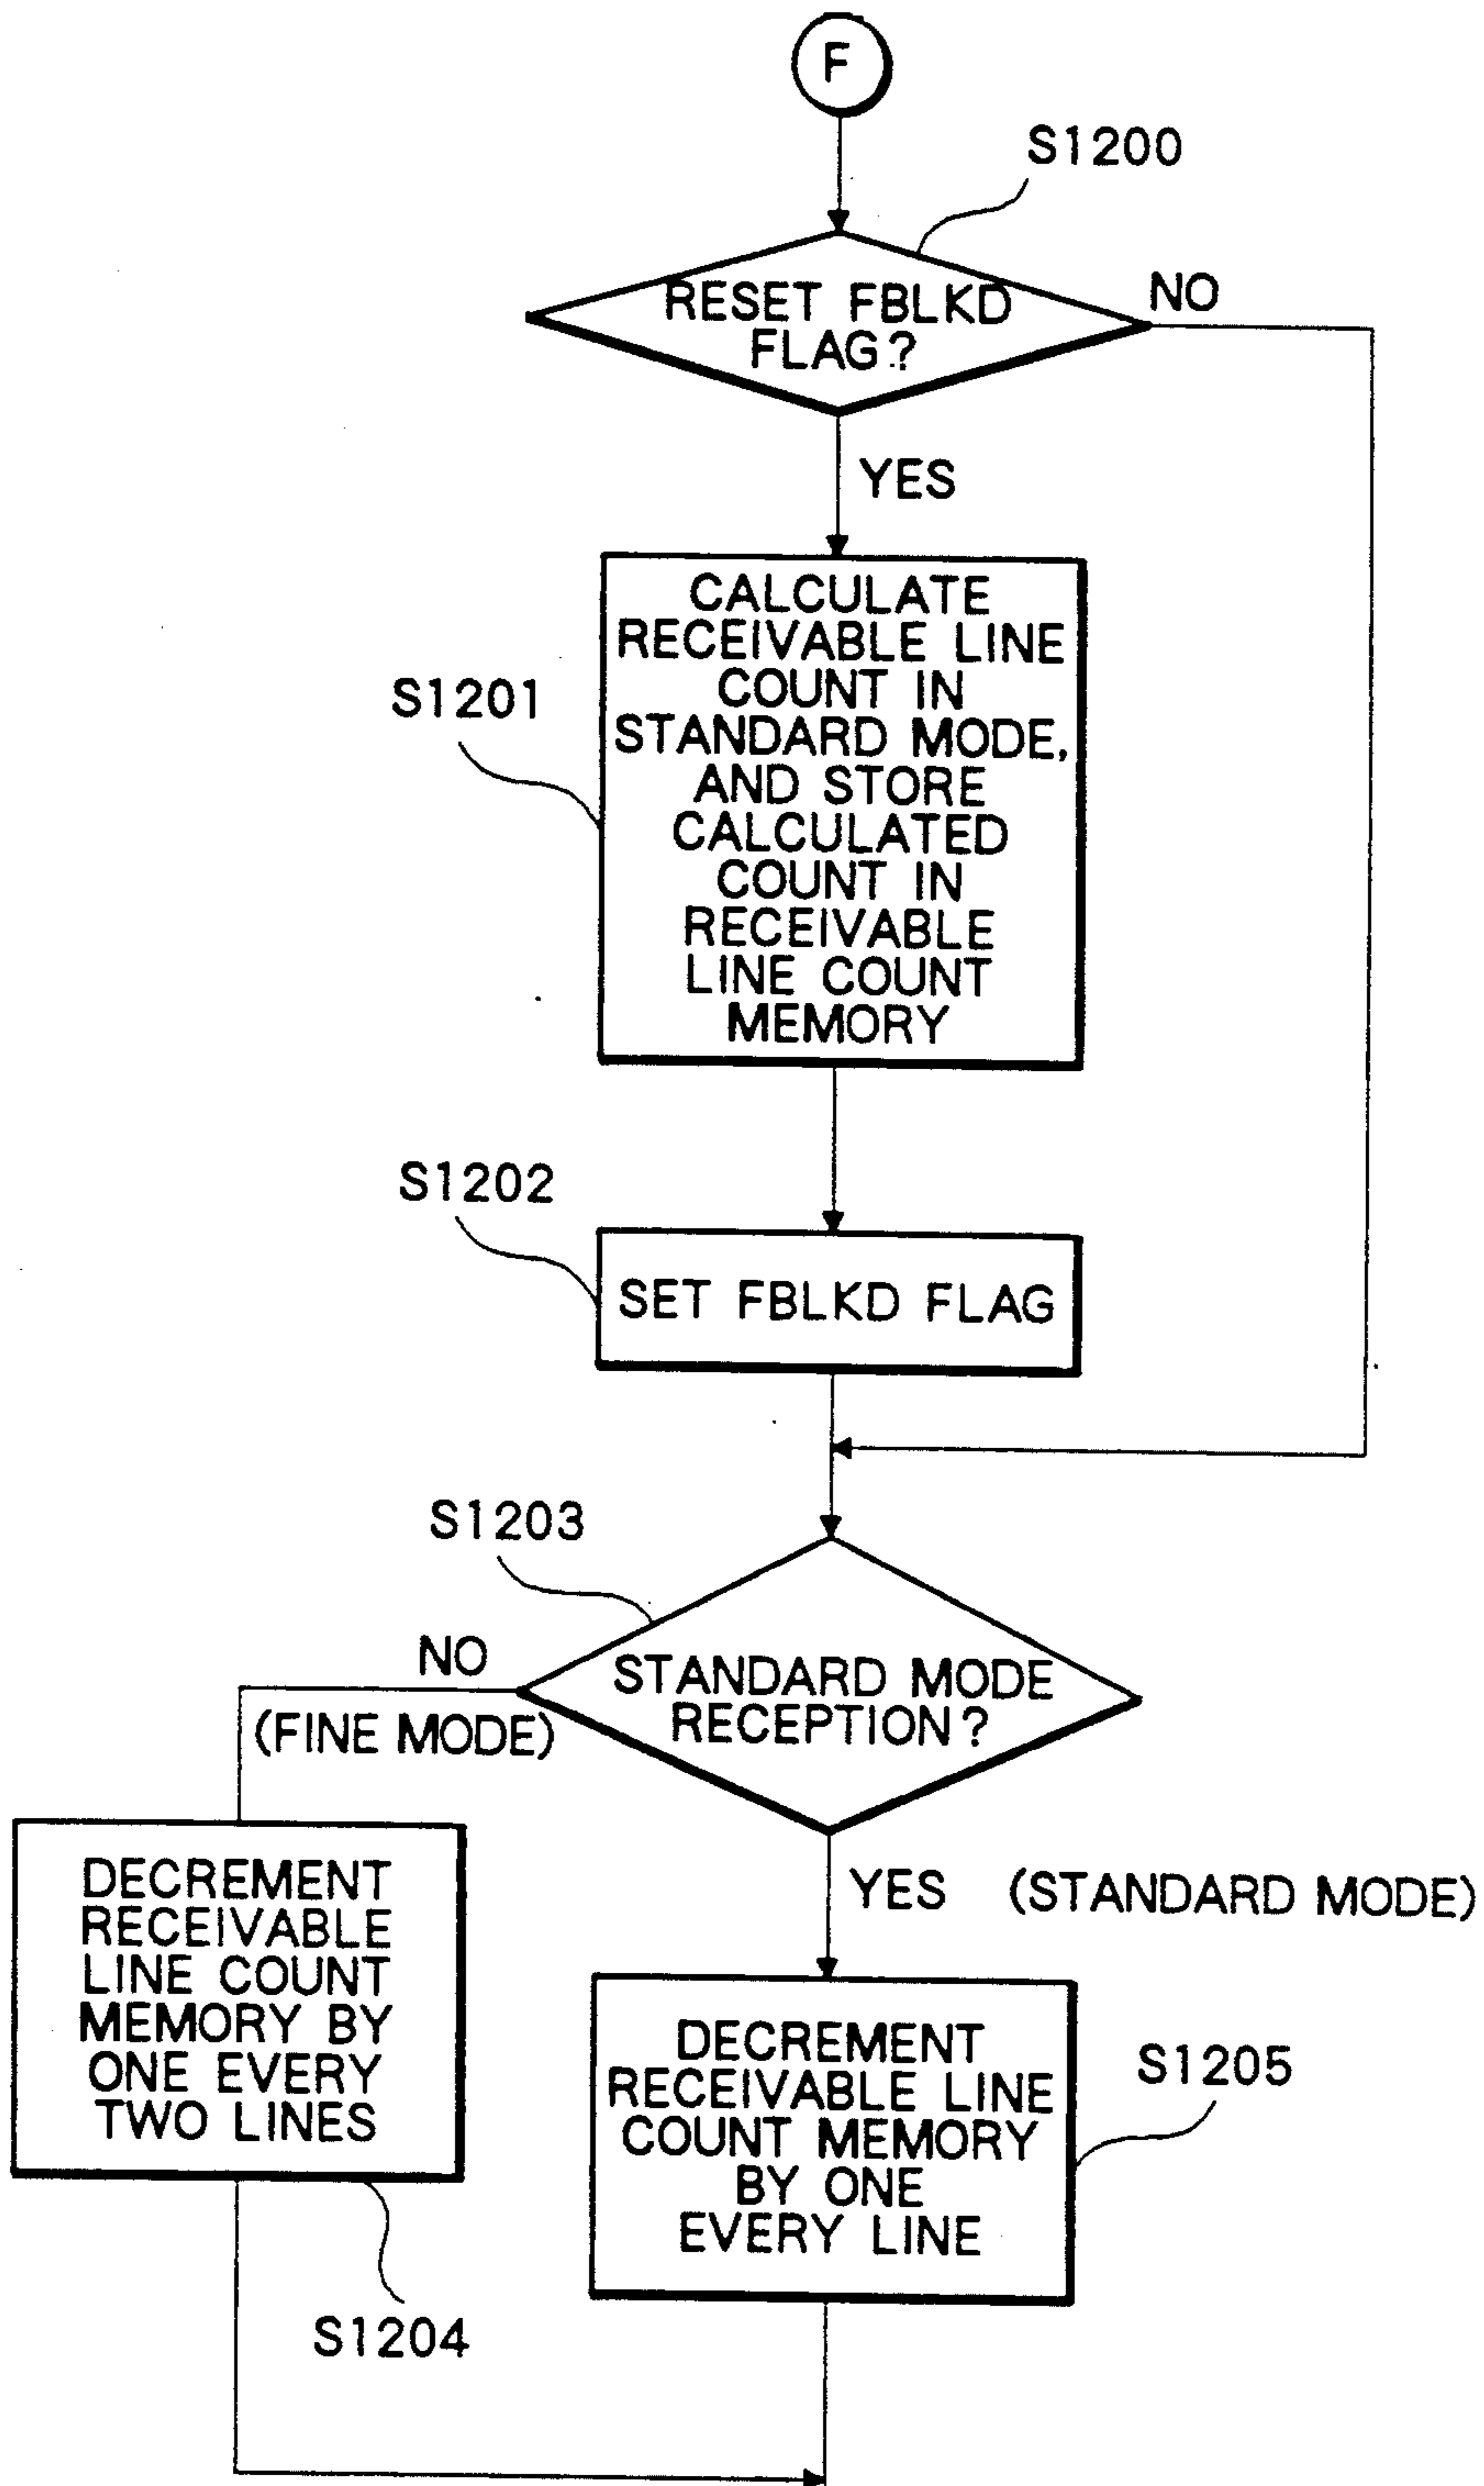 F
S1200
RESET FBLKD
FLAG?
NO
YES
CALCULATE
RECEIVABLE LINE
COUNT IN
STANDARD MODE,
AND STORE
CALCULATED
COUNT IN
RECEIVABLE
LINE COUNT
MEMORY
S1201
S1202
SET FBLKD FLAG
S1203
STANDARD MODE
RECEPTION?
NO
(FINE MODE)
YES (STANDARD MODE)
DECREMENT
RECEIVABLE
LINE COUNT
MEMORY BY
ONE EVERY
TWO LINES
S1204
DECREMENT
RECEIVABLE LINE
COUNT MEMORY
BY ONE
EVERY LINE
S1205